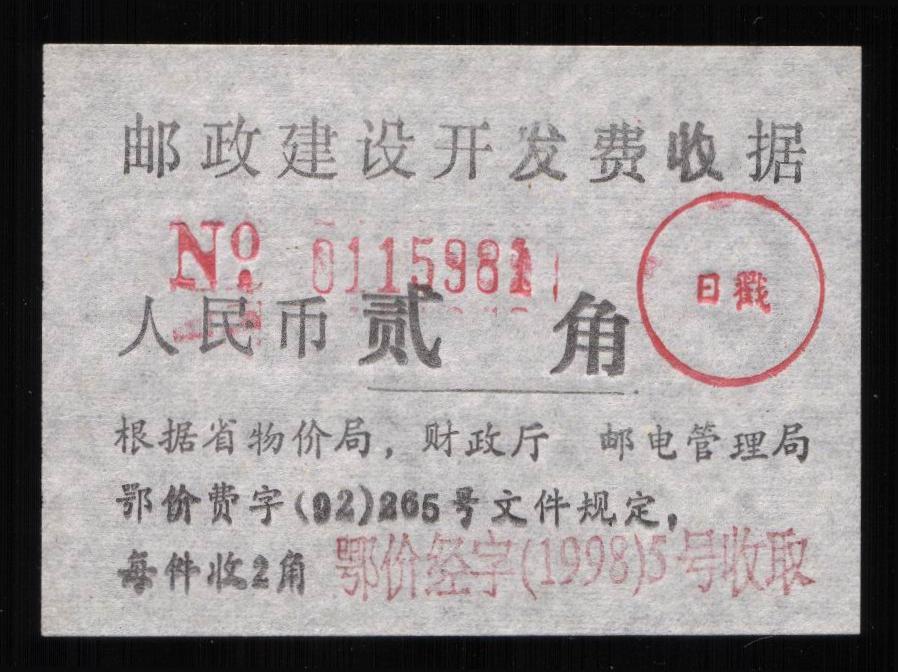 邮政建设开发费收据
No 0115981
日戳
人民币贰 角
根据省物价局，财政厅 邮电管理局
鄂价费字(92)265号文件规定，
每件收2角 鄂价经字(1998)5号收取